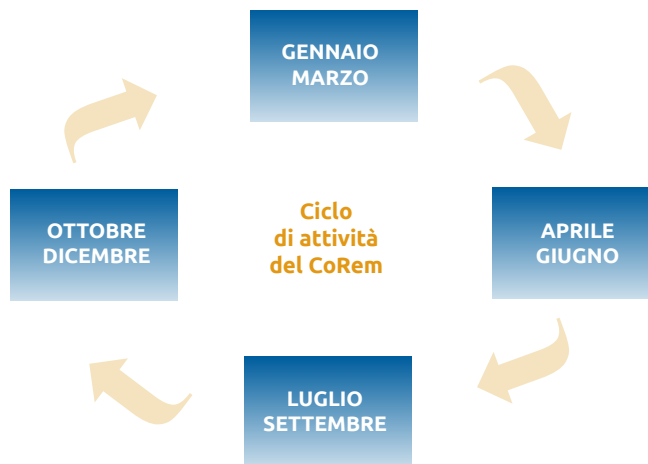 GENNAIO
MARZO
OTTOBRE
DICEMBRE
Ciclo
di attività
del CoRem
APRILE
GIUGNO
LUGLIO
SETTEMBRE